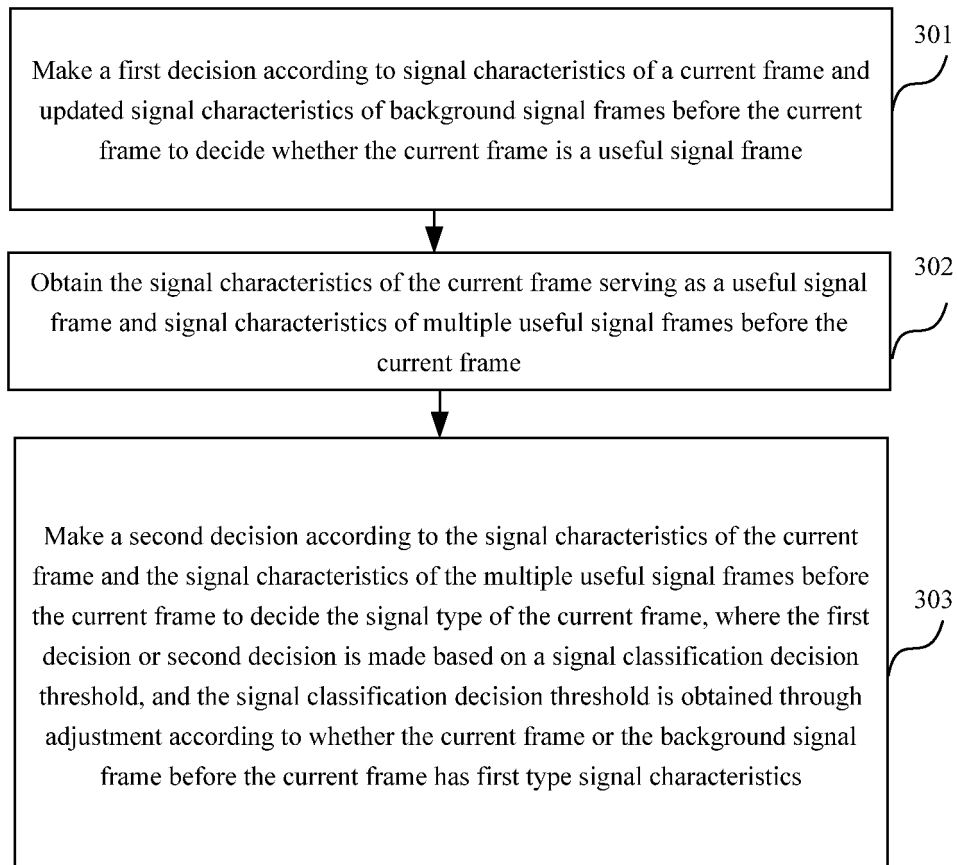 301
Make a first decision according to signal characteristics of a current frame and
updated signal characteristics of background signal frames before the current
frame to decide whether the current frame is a useful signal frame
302
Obtain the signal characteristics of the current frame serving as a useful signal
frame and signal characteristics of multiple useful signal frames before the
current frame
303
Make a second decision according to the signal characteristics of the current
frame and the signal characteristics of the multiple useful signal frames before
the current frame to decide the signal type of the current frame, where the first
decision or second decision is made based on a signal classification decision
threshold, and the signal classification decision threshold is obtained through
adjustment according to whether the current frame or the background signal
frame before the current frame has first type signal characteristics